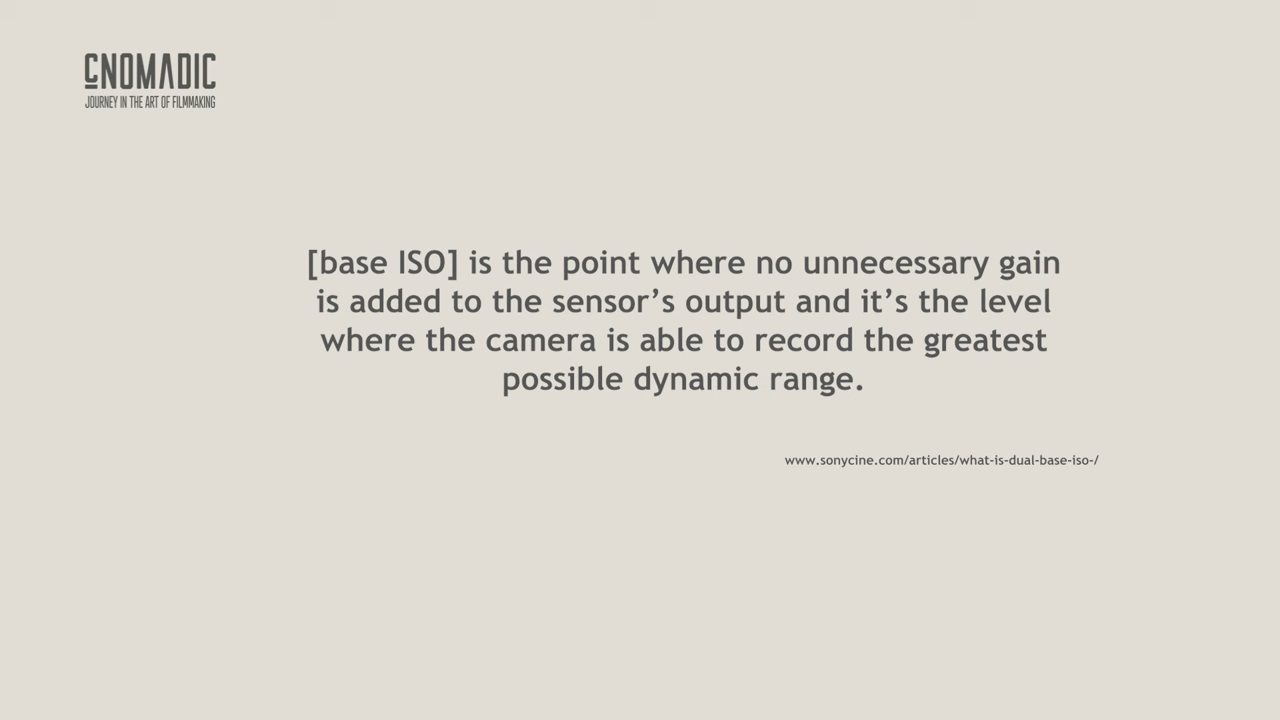 CNOMADIC
JOURNEY IN THE ART OF FILMMAKING
[base ISO] is the point where no unnecessary gain
is added to the sensor’s output and it’s the level
where the camera is able to record the greatest
possible dynamic range.
www.sonycine.com/articles/what-is-dual-base-iso-/